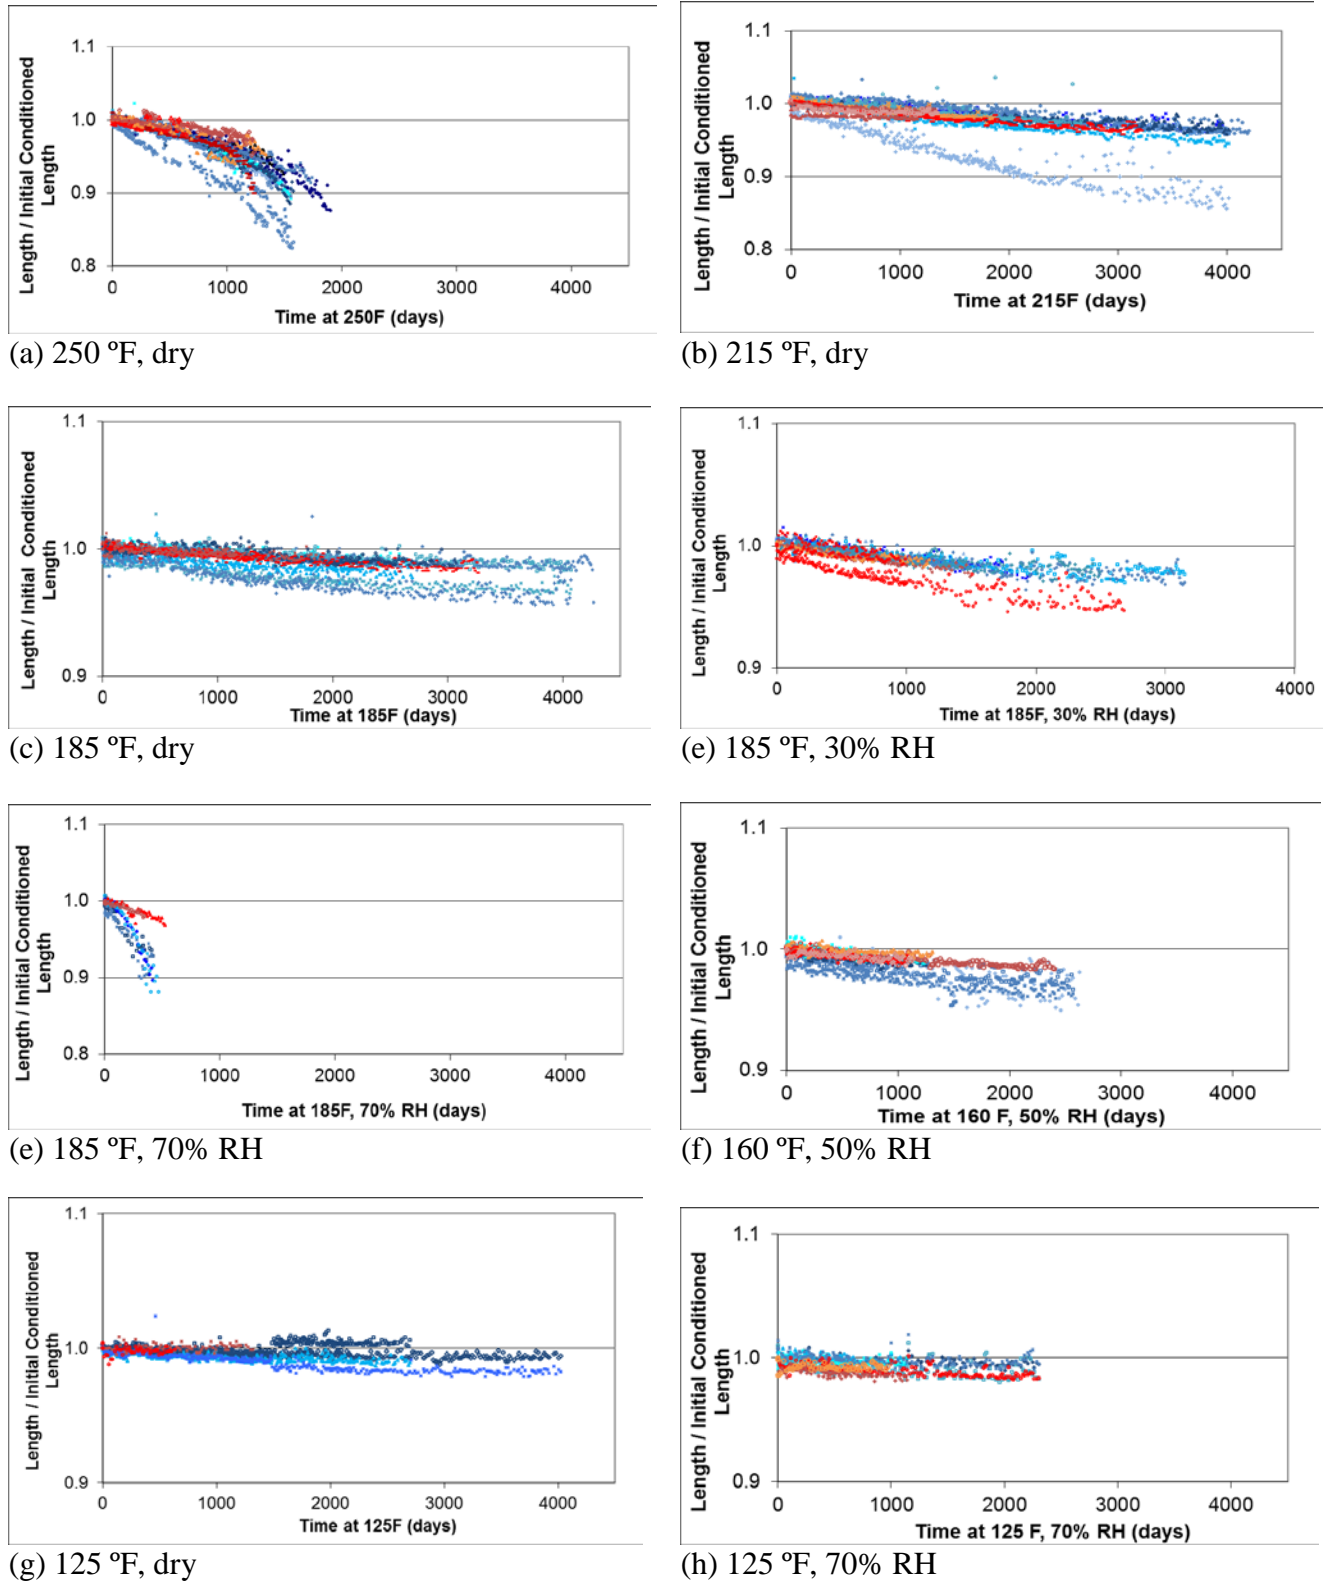 1.1
1.0
0.9
0.8
0 1000 2000 3000 4000
Length / Initial Conditioned
Length
Time at 250F (days)
(a) 250 ºF, dry
1.1
1.0
0.9
0.8
0 1000 2000 3000 4000
Length / Initial Conditioned
Length
Time at 215F (days)
(b) 215 ºF, dry
1.1
1.0
0.9
0 1000 2000 3000 4000
Length / Initial Conditioned
Length
Time at 185F (days)
(c) 185 ºF, dry
1.1
1.0
0.9
0 1000 2000 3000 4000
Length / Initial Conditioned
Length
Time at 185F, 30% RH (days)
(e) 185 ºF, 30% RH
1.1
1.0
0.9
0.8
0 1000 2000 3000 4000
Length / Initial Conditioned
Length
Time at 185F, 70% RH (days)
(e) 185 ºF, 70% RH
1.1
1.0
0.9
0 1000 2000 3000 4000
Length / Initial Conditioned
Length
Time at 160 F, 50% RH (days)
(f) 160 ºF, 50% RH
1.1
1.0
0.9
0 1000 2000 3000 4000
Length / Initial Conditioned
Length
Time at 125F (days)
(g) 125 ºF, dry
1.1
1.0
0.9
0 1000 2000 3000 4000
Length / Initial Conditioned
Length
Time at 125 F, 70% RH (days)
(h) 125 ºF, 70% RH